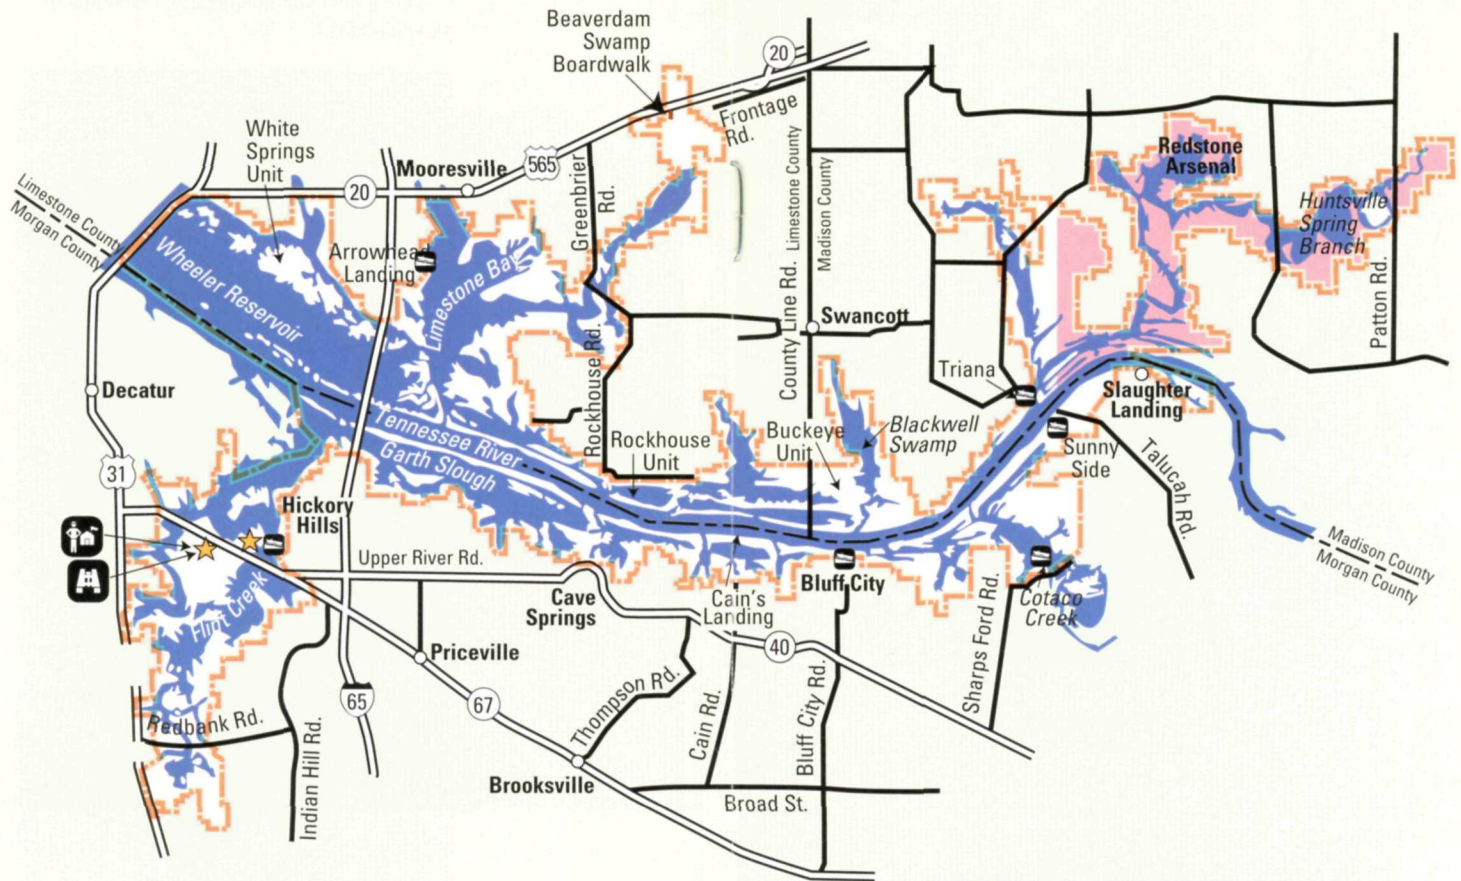 Beaverdam
Swamp
Boardwalk
20
Frontage
Rd.
White
Springs
Unit
Mooresville
565
20
Greenbrier
Rd.
Limestone County
Madison County
County Line Rd.
Redstone
Arsenal
Huntsville
Spring
Branch
Patton Rd.
Limestone County
Morgan County
Wheeler Reservoir
Arrowhead
Landing
Limestone Bay
Swancott
Rockhouse Rd.
Triana
Slaughter
Landing
Decatur
Tennessee River
Garth Slough
Rockhouse
Unit
Buckeye
Unit
Blackwell
Swamp
Sunny
Side
Talucah Rd.
31
Hickory
Hills
Upper River Rd.
Flint Creek
Cave
Springs
Cain's
Landing
Bluff City
Cotaco
Creek
Madison County
Morgan County
Sharps Ford Rd.
Priceville
40
65
67
Thompson Rd.
Cain Rd.
Bluff City Rd.
Redbank Rd.
Indian Hill Rd.
Brooksville
Broad St.